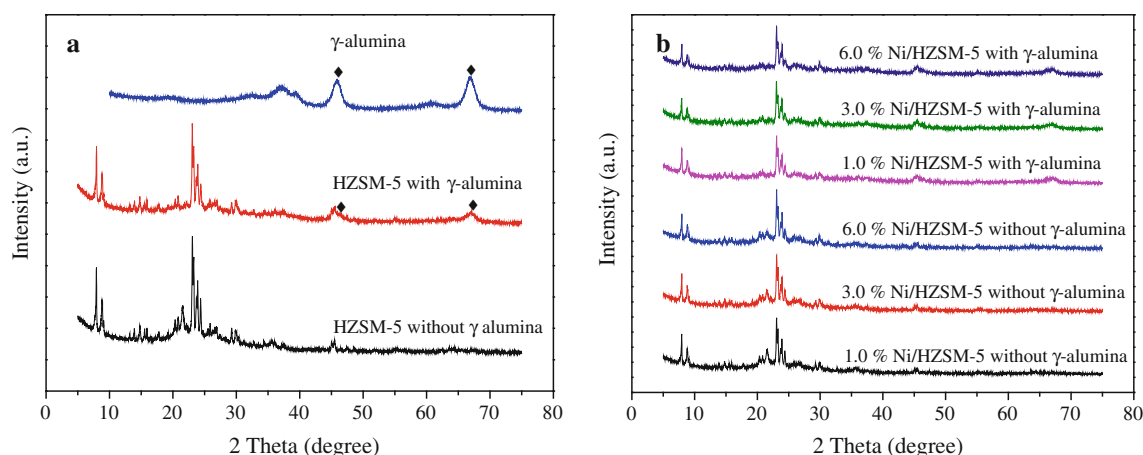 a
γ-alumina
HZSM-5 with γ-alumina
HZSM-5 without γ alumina
Intensity (a.u.)
0 10 20 30 40 50 60 70 80
2 Theta (degree)
b
6.0 % Ni/HZSM-5 with γ-alumina
3.0 % Ni/HZSM-5 with γ-alumina
1.0 % Ni/HZSM-5 with γ-alumina
6.0 % Ni/HZSM-5 without γ-alumina
3.0 % Ni/HZSM-5 without γ-alumina
1.0 % Ni/HZSM-5 without γ-alumina
Intensity (a.u.)
0 10 20 30 40 50 60 70 80
2 Theta (degree)